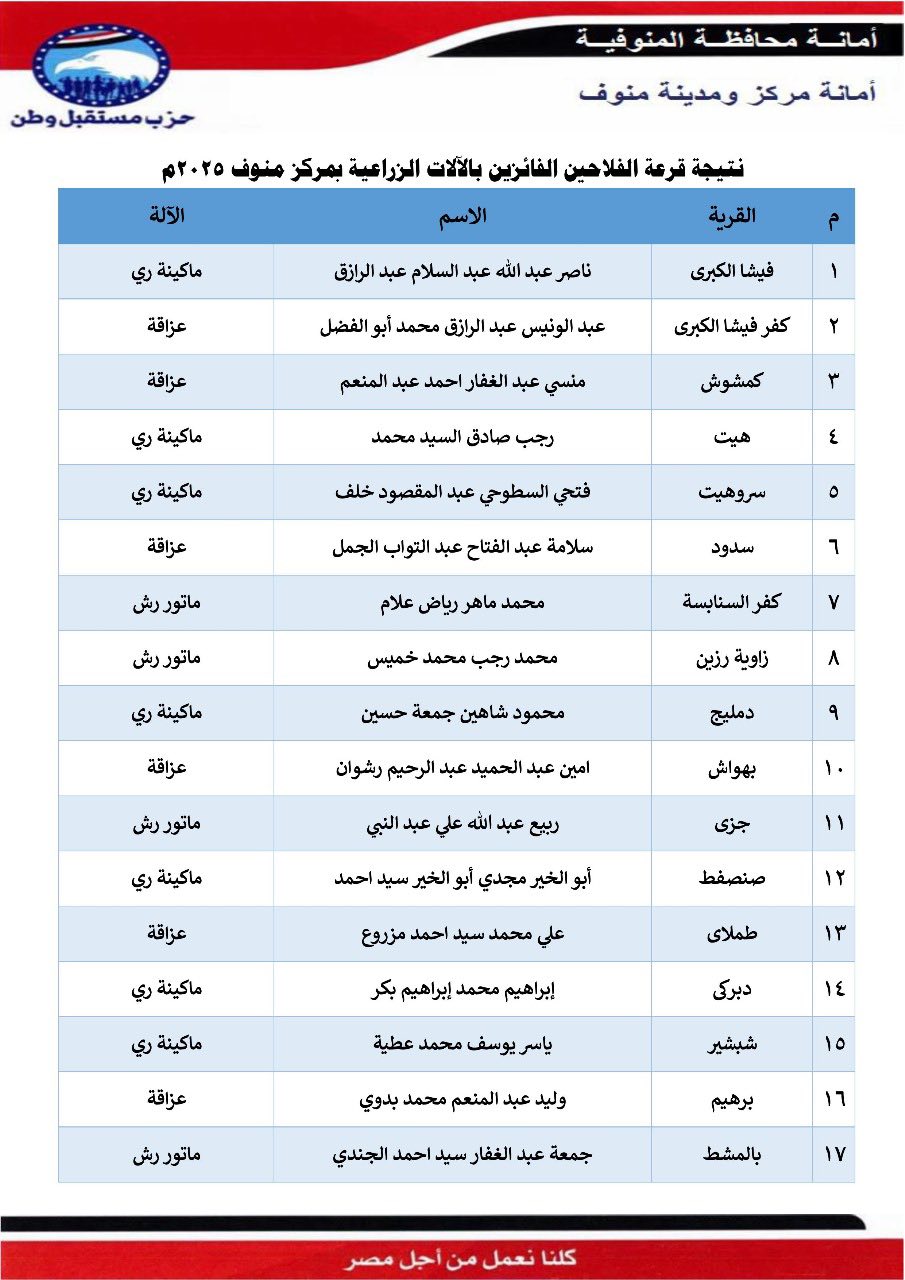 أمانة محافظة المنوفية
أمانة مركز ومدينة منوف
حزب مستقبل وطن
نتيجة قرعة الفلاحين الفائزين بالآلات الزراعية بمركز منوف ٢٠٢٥م
م القرية الاسم الآلة
١ فيشا الكبرى ناصر عبد الله عبد السلام عبد الرازق ماكينة ري
٢ كفر فيشا الكبرى عبد الونيس عبد الرازق محمد أبو الفضل عزاقة
٣ كمشوش منسي عبد الغفار احمد عبد المنعم عزاقة
٤ هيت رجب صادق السيد محمد ماكينة ري
٥ سروهيت فتحي السطوحي عبد المقصود خلف ماكينة ري
٦ سدود سلامة عبد الفتاح عبد التواب الجمل عزاقة
٧ كفر السنابسة محمد ماهر رياض علام ماتور رش
٨ زاوية رزين محمد رجب محمد خميس ماتور رش
٩ دمليج محمود شاهين جمعة حسين ماكينة ري
١٠ بهواش امين عبد الحميد عبد الرحيم رشوان عزاقة
١١ جزى ربيع عبد الله علي عبد النبي ماتور رش
١٢ صنصفط أبو الخير مجدي أبو الخير سيد احمد ماكينة ري
١٣ طملاى علي محمد سيد احمد مزروع عزاقة
١٤ دبركى إبراهيم محمد إبراهيم بكر ماكينة ري
١٥ شبشير ياسر يوسف محمد عطية ماكينة ري
١٦ برهيم وليد عبد المنعم محمد بدوي عزاقة
١٧ بالمشط جمعة عبد الغفار سيد احمد الجندي ماتور رش
كلنا نعمل من أجل مصر